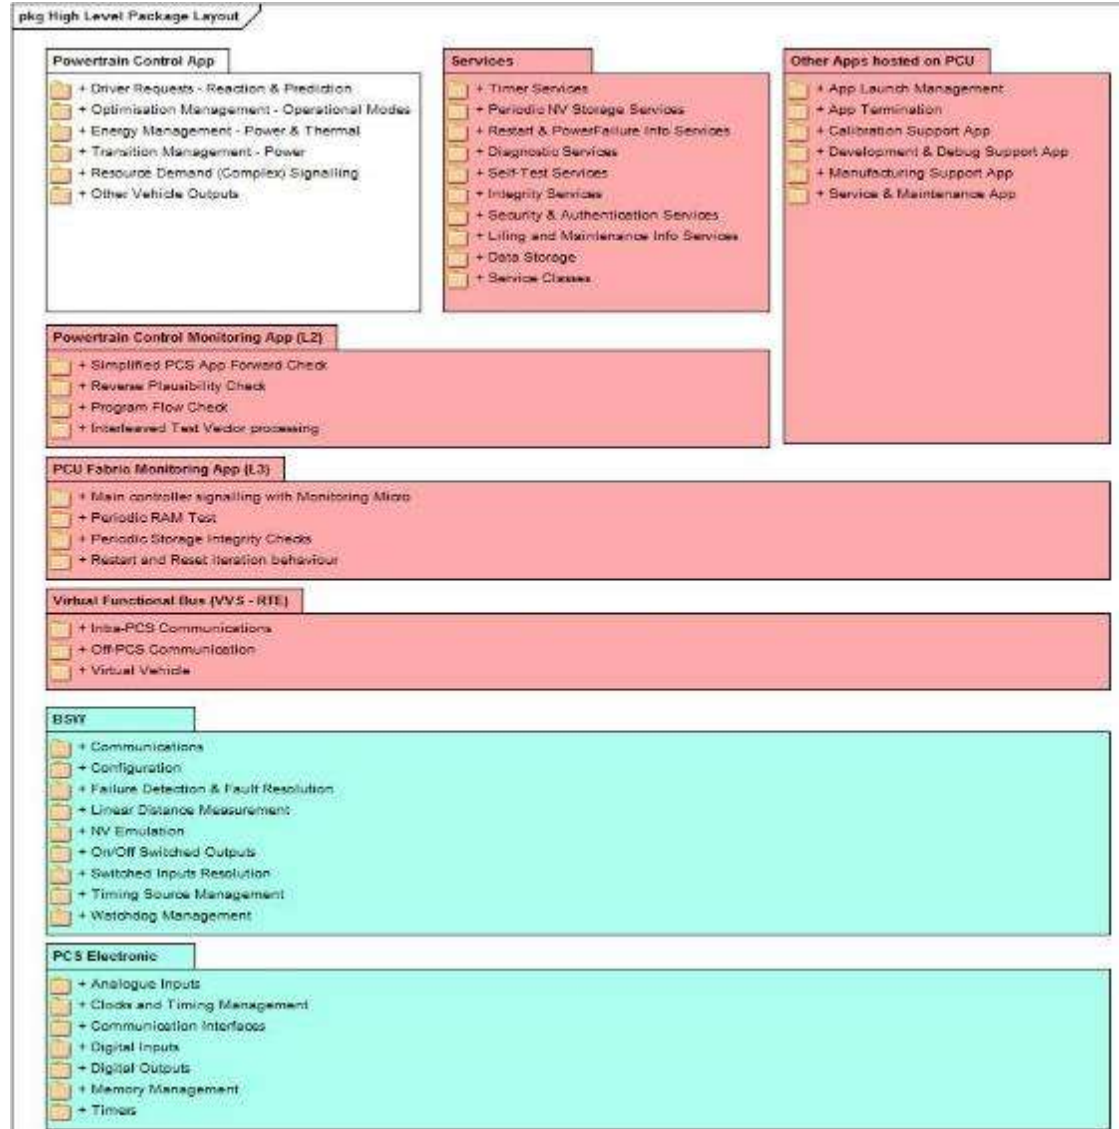 pkg High Level Package Layout
Powertrain Control App
+ Driver Requests - Reaction & Prediction
+ Optimisation Management - Operational Modes
+ Energy Management - Power & Thermal
+ Transition Management - Power
+ Resource Demand (Complex) Signalling
+ Other Vehicle Outputs
Services
+ Timer Services
+ Periodic NV Storage Services
+ Restart & PowerFailure Info Services
+ Diagnostic Services
+ Self-Test Services
+ Integrity Services
+ Security & Authentication Services
+ Lifing and Maintenance Info Services
+ Data Storage
+ Service Classes
Other Apps hosted on PCU
+ App Launch Management
+ App Termination
+ Calibration Support App
+ Development & Debug Support App
+ Manufacturing Support App
+ Service & Maintenance App
Powertrain Control Monitoring App (L2)
+ Simplified PCS App Forward Check
+ Reverse Plausibility Check
+ Program Flow Check
+ Interleaved Test Vector processing
PCU Fabric Monitoring App (L3)
+ Main controller signalling with Monitoring Micro
+ Periodic RAM Test
+ Periodic Storage Integrity Checks
+ Restart and Reset iteration behaviour
Virtual Functional Bus (VVS - RTE)
+ Intra-PCS Communications
+ Off-PCS Communication
+ Virtual Vehicle
BSW
+ Communications
+ Configuration
+ Failure Detection & Fault Resolution
+ Linear Distance Measurement
+ NV Emulation
+ On/Off Switched Outputs
+ Switched Inputs Resolution
+ Timing Source Management
+ Watchdog Management
PCS Electronic
+ Analogue Inputs
+ Clocks and Timing Management
+ Communication Interfaces
+ Digital Inputs
+ Digital Outputs
+ Memory Management
+ Timers